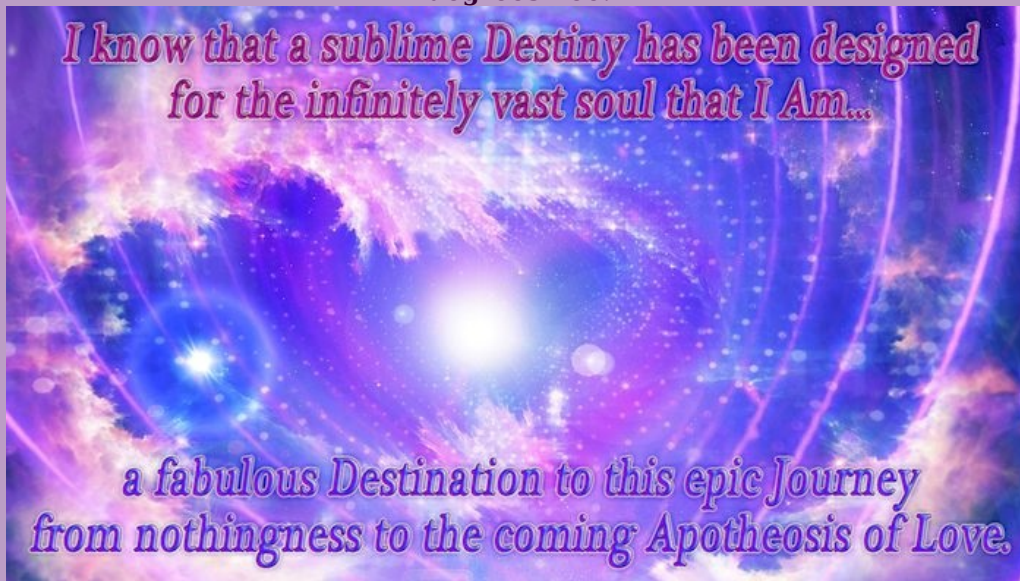 I know that a sublime Destiny has been designed
for the infinitely vast soul that I Am...
a fabulous Destination to this epic Journey
from nothingness to the coming Apotheosis of Love.